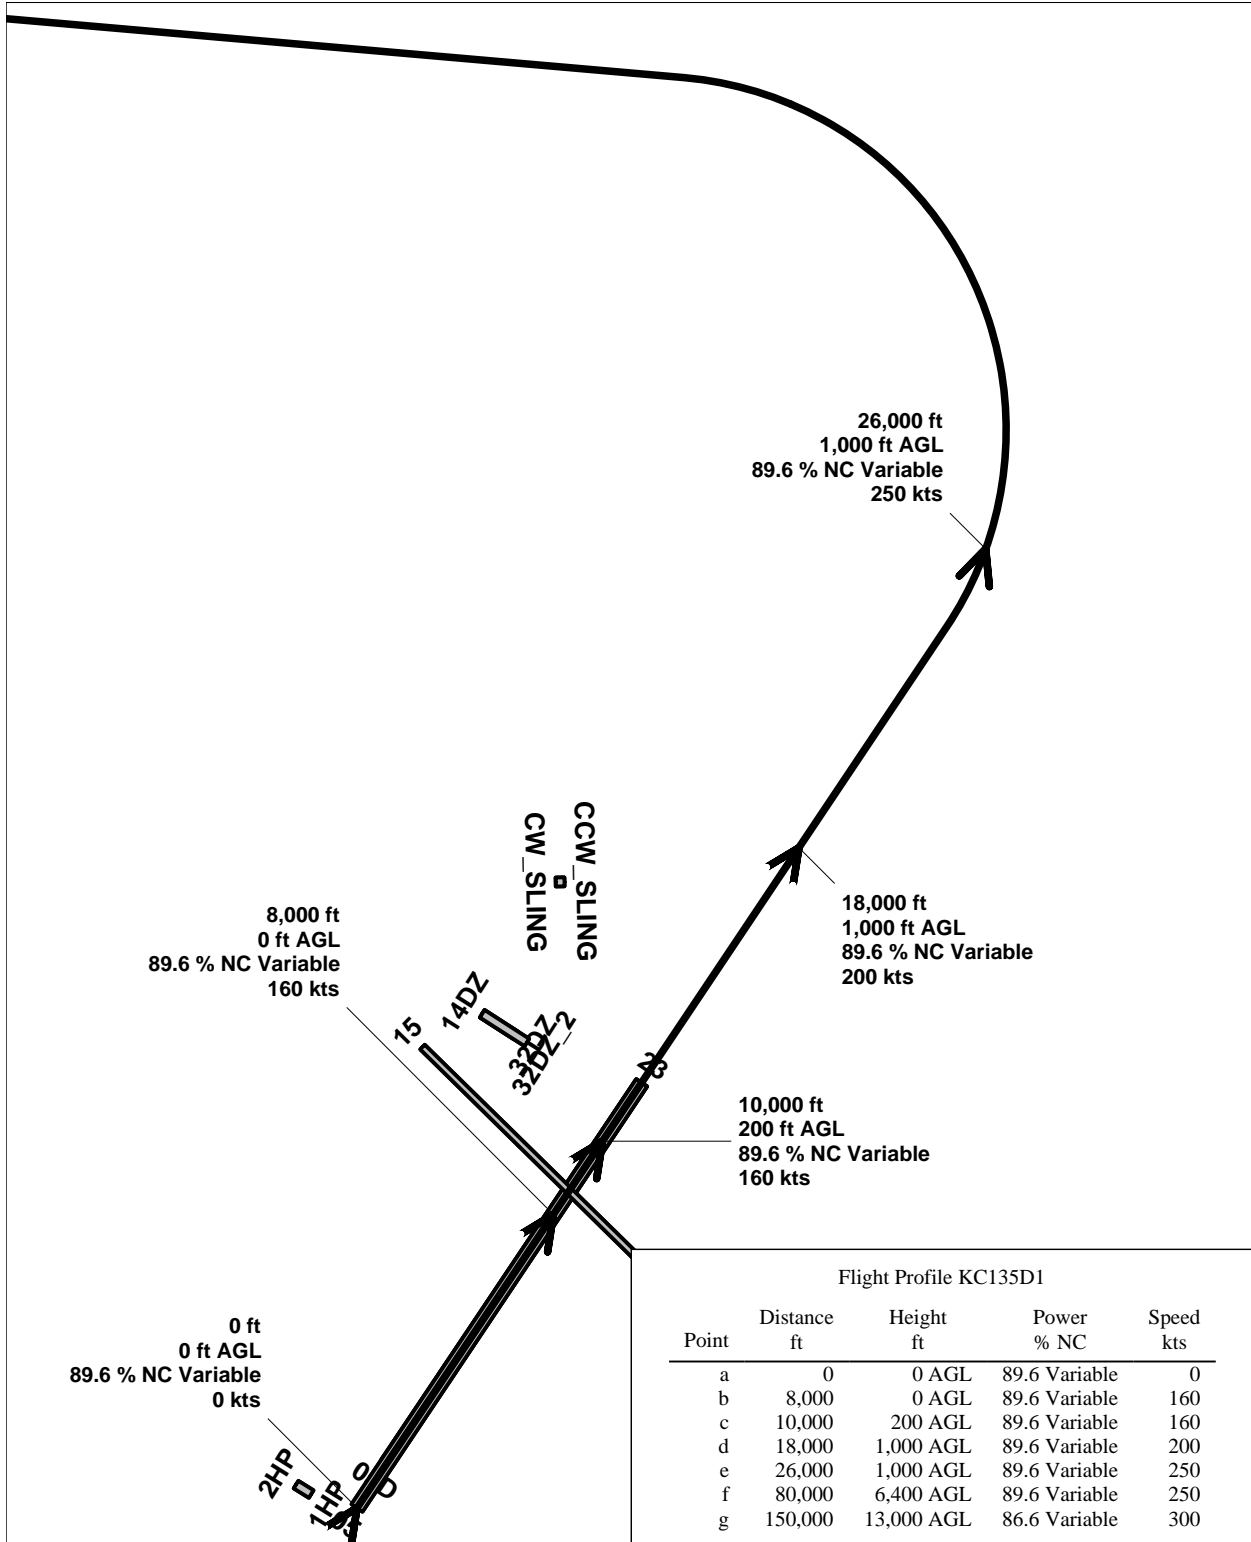 26,000 ft
1,000 ft AGL
89.6 % NC Variable
250 kts
CCW_SLING
CW_SLING
18,000 ft
1,000 ft AGL
89.6 % NC Variable
200 kts
8,000 ft
0 ft AGL
89.6 % NC Variable
160 kts
14DZ
32DZ
32DZ_2
15
23
10,000 ft
200 ft AGL
89.6 % NC Variable
160 kts
0 ft
0 ft AGL
89.6 % NC Variable
0 kts
2HP
1HP
Flight Profile KC135D1
Point Distance ft Height ft Power % NC Speed kts
a 0 0 AGL 89.6 Variable 0
b 8,000 0 AGL 89.6 Variable 160
c 10,000 200 AGL 89.6 Variable 160
d 18,000 1,000 AGL 89.6 Variable 200
e 26,000 1,000 AGL 89.6 Variable 250
f 80,000 6,400 AGL 89.6 Variable 250
g 150,000 13,000 AGL 86.6 Variable 300